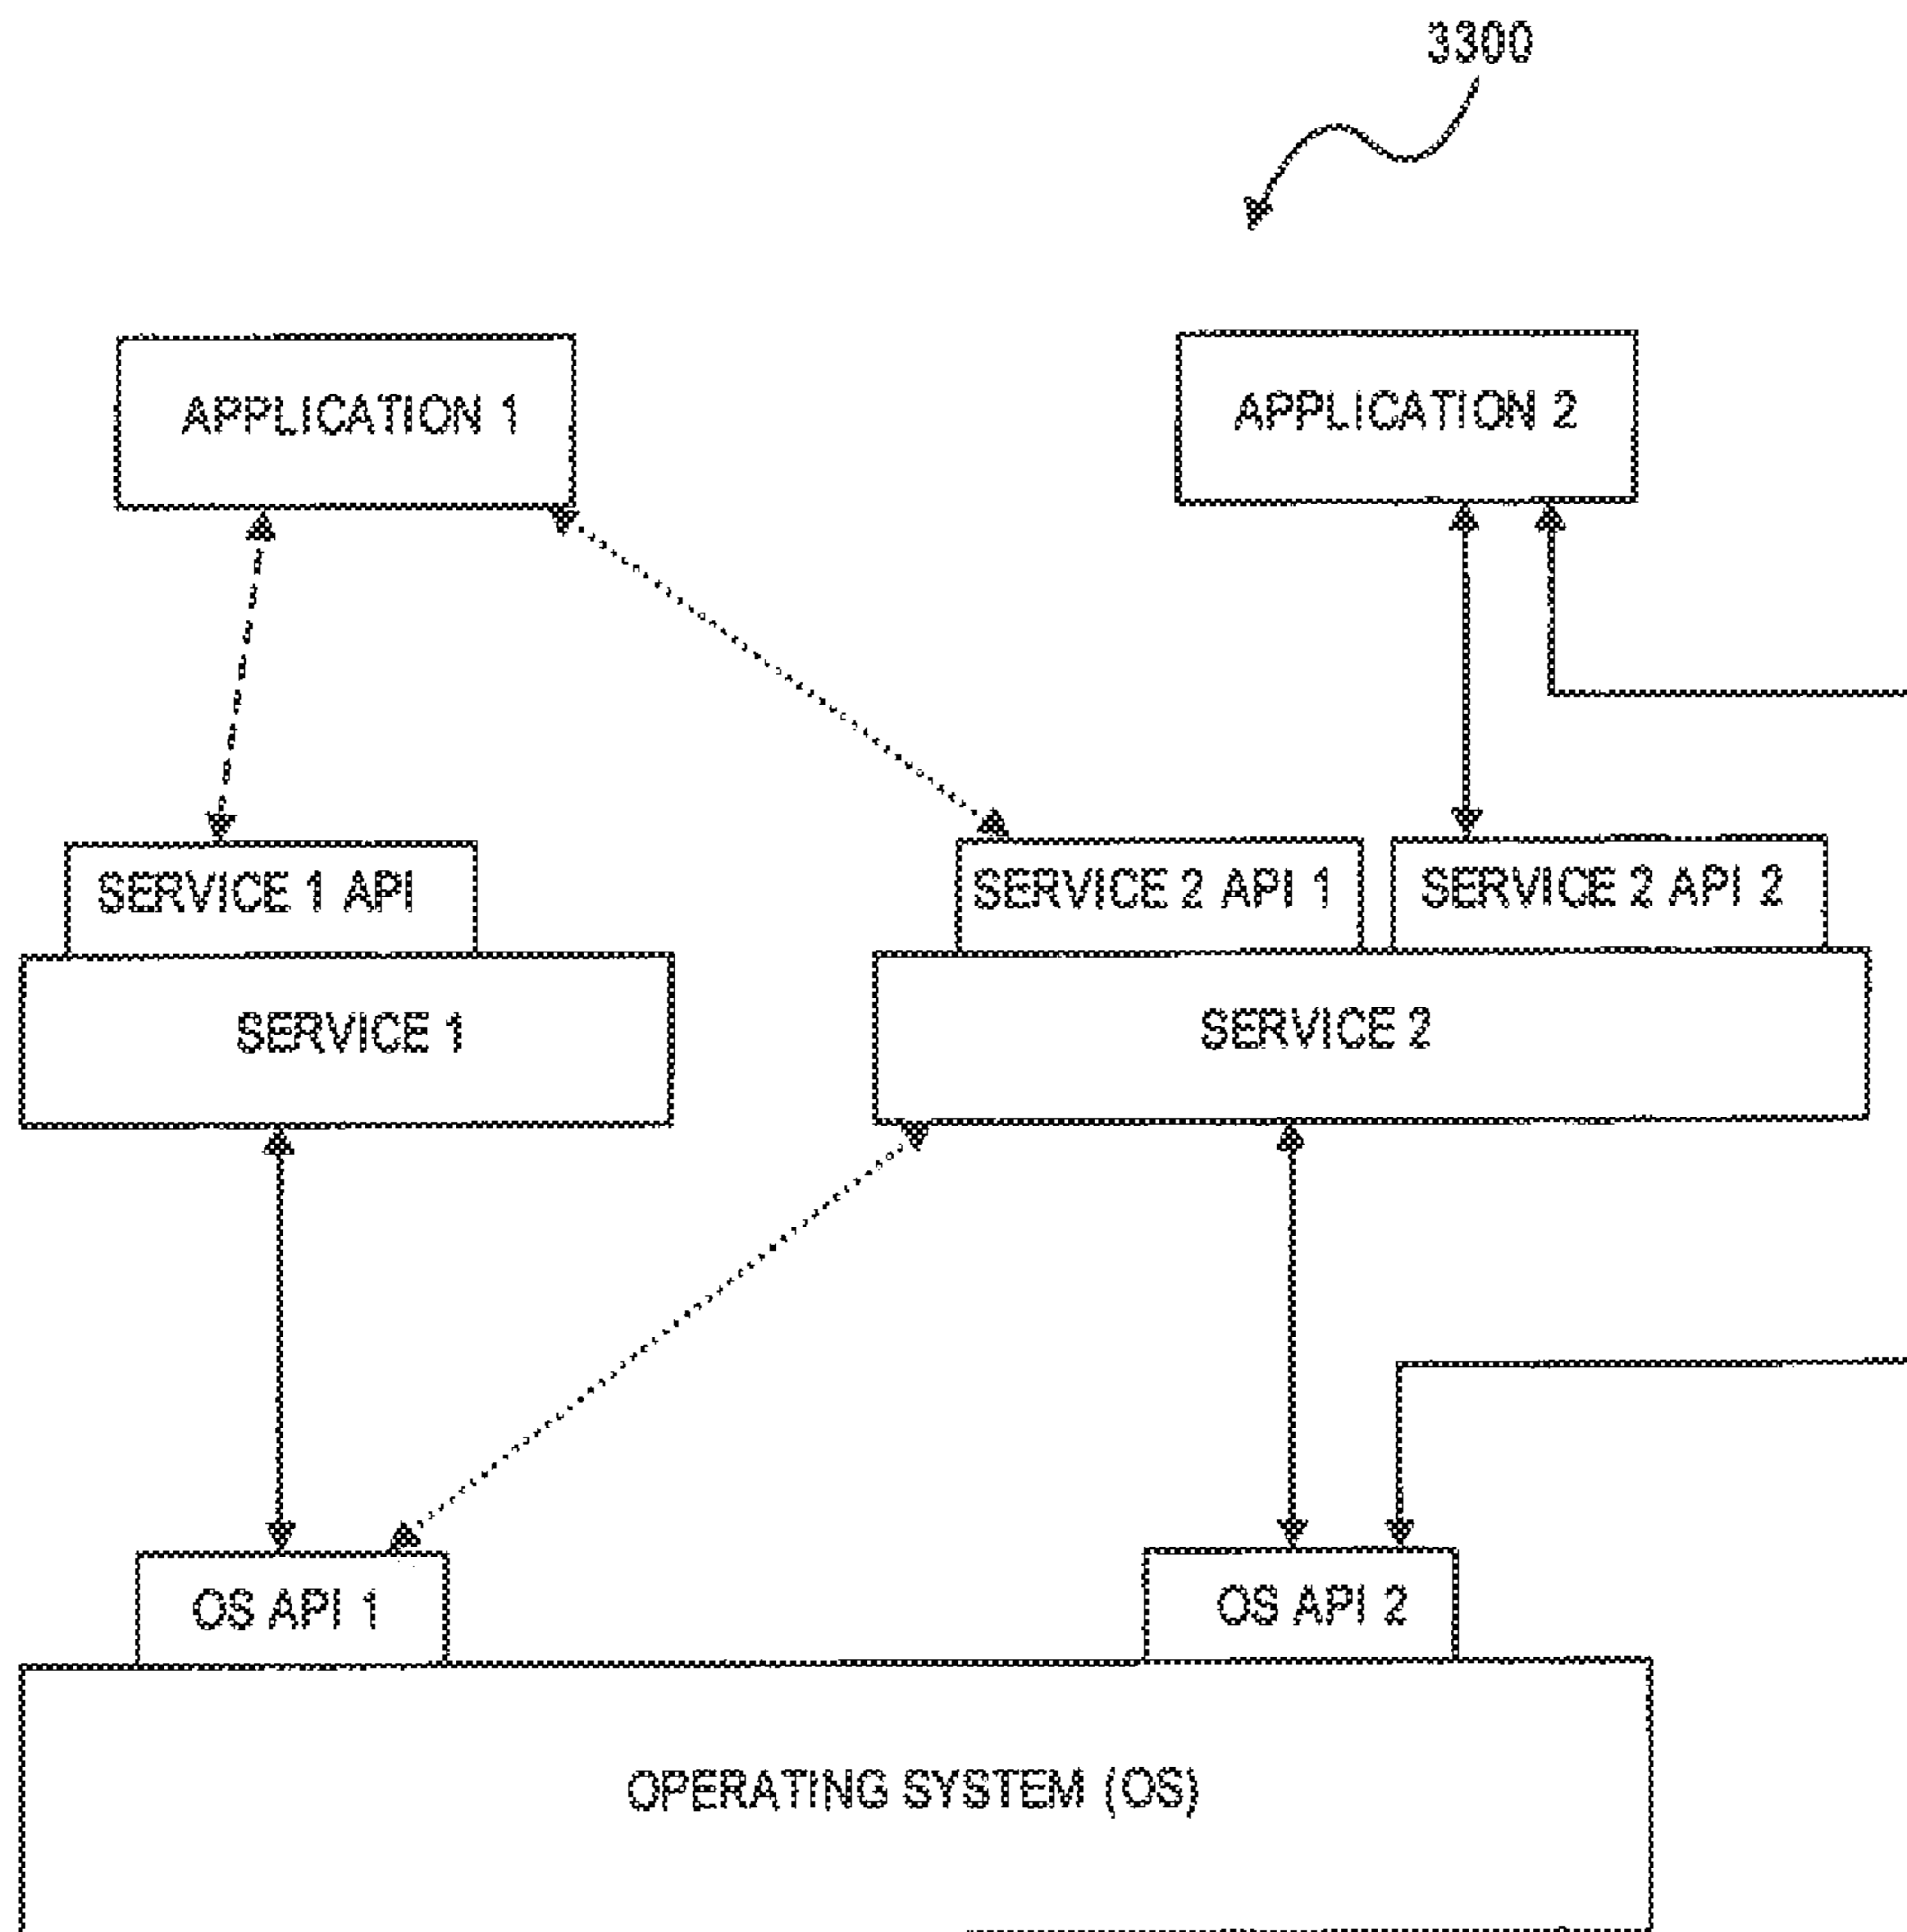 3300
APPLICATION 1
APPLICATION 2
SERVICE 1 API
SERVICE 2 API 1
SERVICE 2 API 2
SERVICE 1
SERVICE 2
OS API 1
OS API 2
OPERATING SYSTEM (OS)